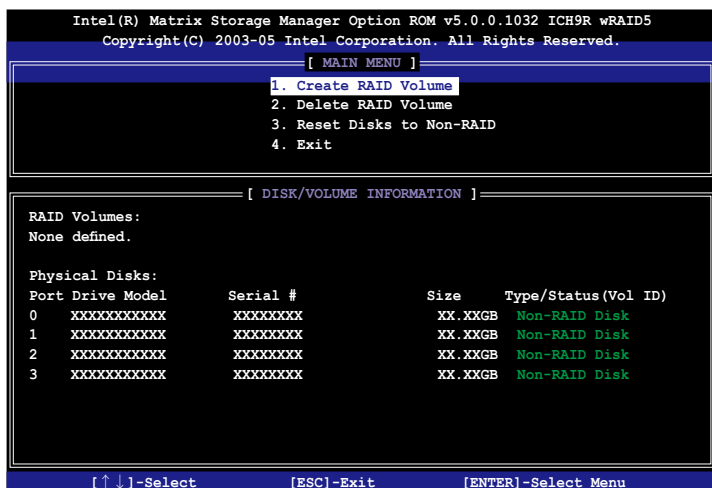 Intel(R) Matrix Storage Manager Option ROM v5.0.0.1032 ICH9R wRAID5
Copyright(C) 2003-05 Intel Corporation. All Rights Reserved.
[ MAIN MENU ]
1. Create RAID Volume
2. Delete RAID Volume
3. Reset Disks to Non-RAID
4. Exit
[ DISK/VOLUME INFORMATION ]
RAID Volumes:
None defined.
Physical Disks:
Port Drive Model Serial # Size Type/Status(Vol ID)
0 XXXXXXXXXXX XXXXXXXX XX.XXGB Non-RAID Disk
1 XXXXXXXXXXX XXXXXXXX XX.XXGB Non-RAID Disk
2 XXXXXXXXXXX XXXXXXXX XX.XXGB Non-RAID Disk
3 XXXXXXXXXXX XXXXXXXX XX.XXGB Non-RAID Disk
[↑↓]-Select [ESC]-Exit [ENTER]-Select Menu